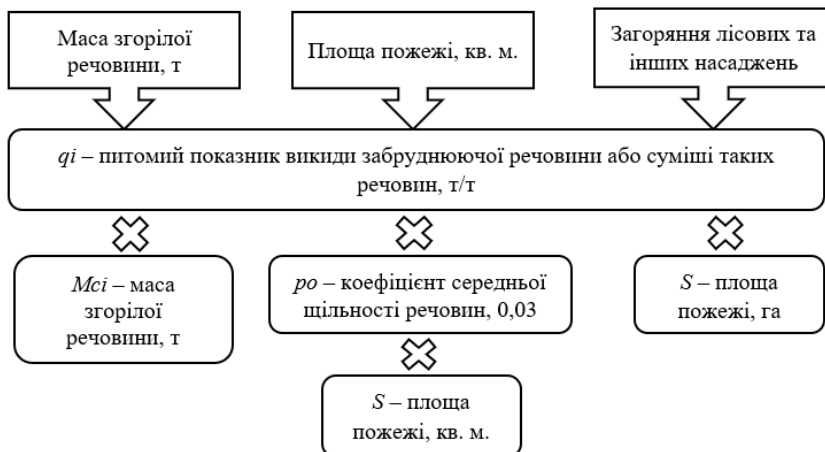 Маса згорілої
речовини, т
Площа пожежі, кв. м.
Загоряння лісових та
інших насаджень
qi – питомий показник викиди забруднюючої речовини або суміші таких
речовин, т/т
Mci – маса
згорілої
речовини, т
po – коефіцієнт середньої
щільності речовин, 0,03
S – площа
пожежі, га
S – площа
пожежі, кв. м.